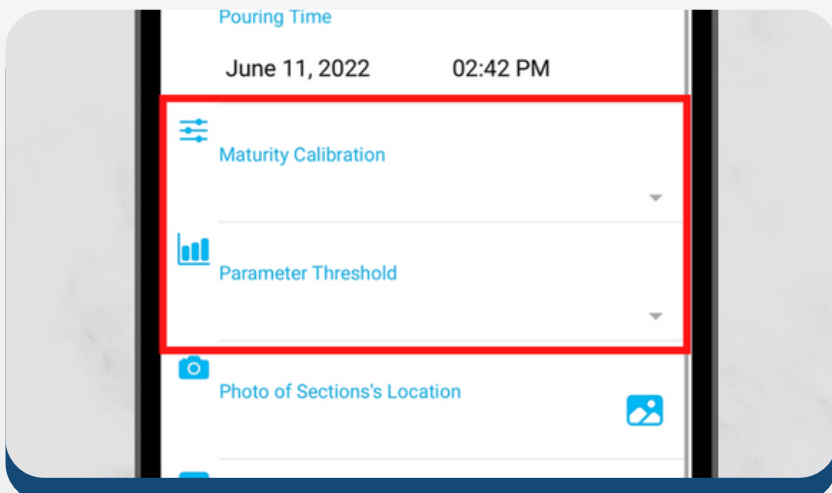 Pouring Time
June 11, 2022 02:42 PM
Maturity Calibration
Parameter Threshold
Photo of Sections's Location